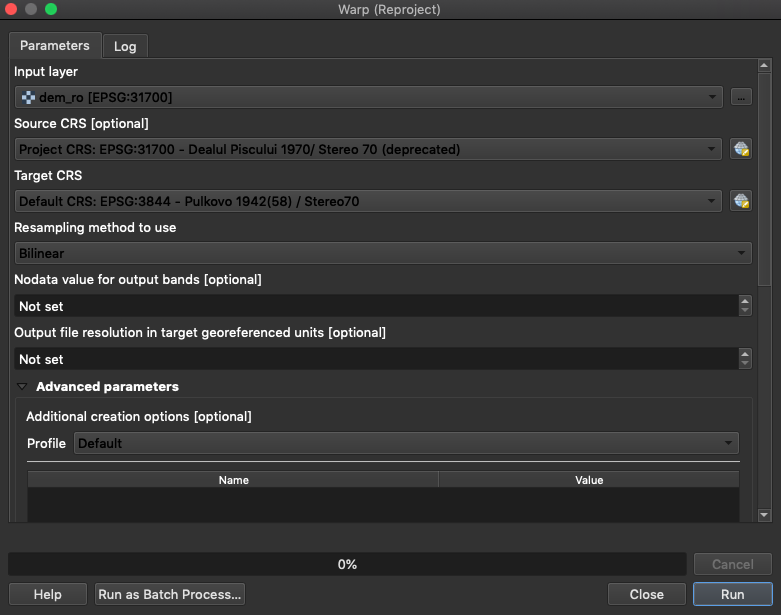 Warp (Reproject)
Parameters
Log
Input layer
dem_ro [EPSG:31700]
...
Source CRS [optional]
Project CRS: EPSG:31700 - Dealul Piscului 1970/ Stereo 70 (deprecated)
Target CRS
Default CRS: EPSG:3844 - Pulkovo 1942(58) / Stereo70
Resampling method to use
Bilinear
Nodata value for output bands [optional]
Not set
Output file resolution in target georeferenced units [optional]
Not set
Advanced parameters
Additional creation options [optional]
Profile Default
Name Value
0%
Cancel
Help Run as Batch Process... Close Run